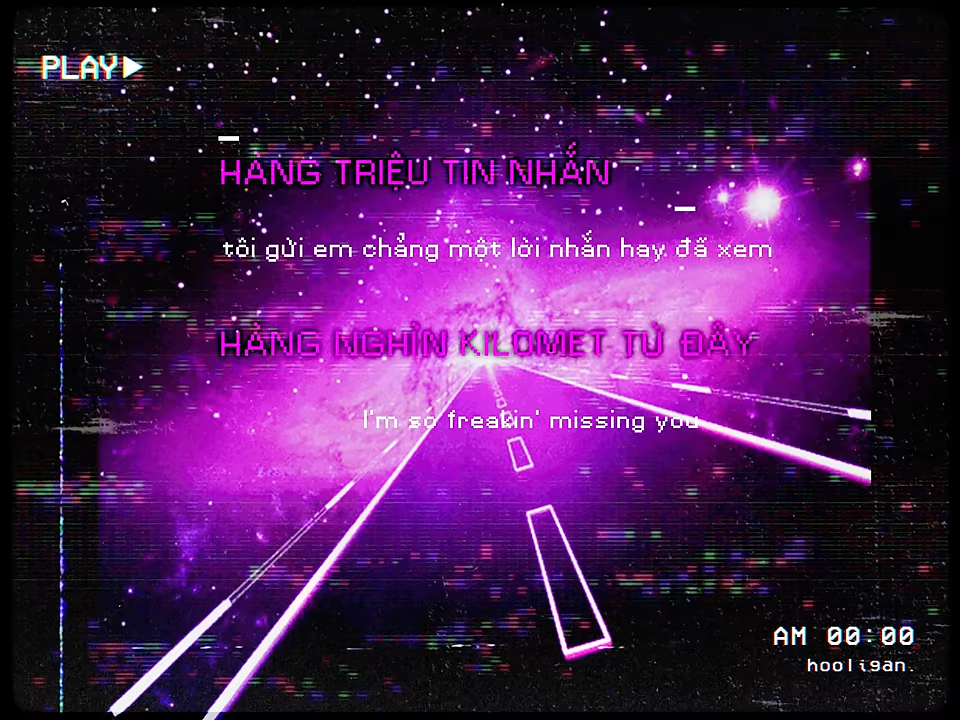 PLAY
HÀNG TRIỆU TIN NHẮN
tôi gửi em chẳng một lời nhắn hay đã xem
HÀNG NGHÌN KILOMET TỪ ĐÂY
I'm so freakin' missing you
AM 00:00
hooligan.